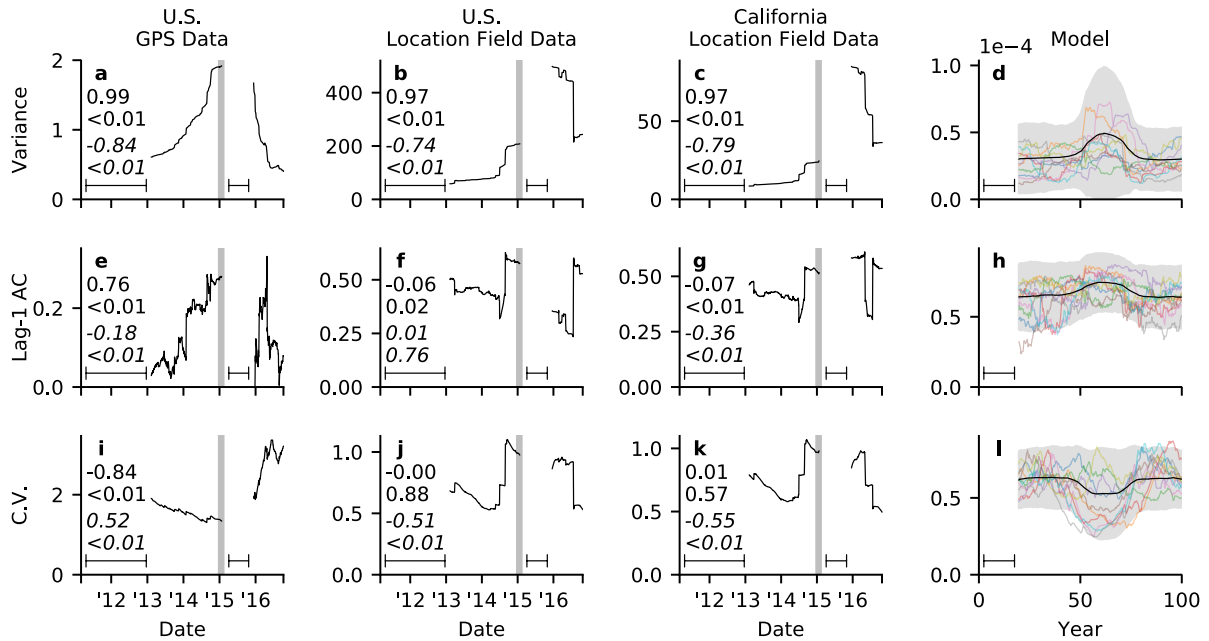 U.S.
GPS Data
U.S.
Location Field Data
California
Location Field Data
Model
1e−4
Variance
2
1
0
a
0.99
<0.01
-0.84
<0.01
400
200
0
b
0.97
<0.01
-0.74
<0.01
50
0
c
0.97
<0.01
-0.79
<0.01
1.0
0.5
0.0
d
Lag-1 AC
0.2
0.0
e
0.76
<0.01
-0.18
<0.01
0.50
0.25
0.00
f
-0.06
0.02
0.01
0.76
0.50
0.25
0.00
g
-0.07
<0.01
-0.36
<0.01
0.5
0.0
h
C.V.
2
0
i
-0.84
<0.01
0.52
<0.01
1.0
0.5
0.0
j
-0.00
0.88
-0.51
<0.01
1.0
0.5
0.0
k
0.01
0.57
-0.55
<0.01
0.5
0.0
l
'12 '13 '14 '15 '16
Date
'12 '13 '14 '15 '16
Date
'12 '13 '14 '15 '16
Date
0 50 100
Year